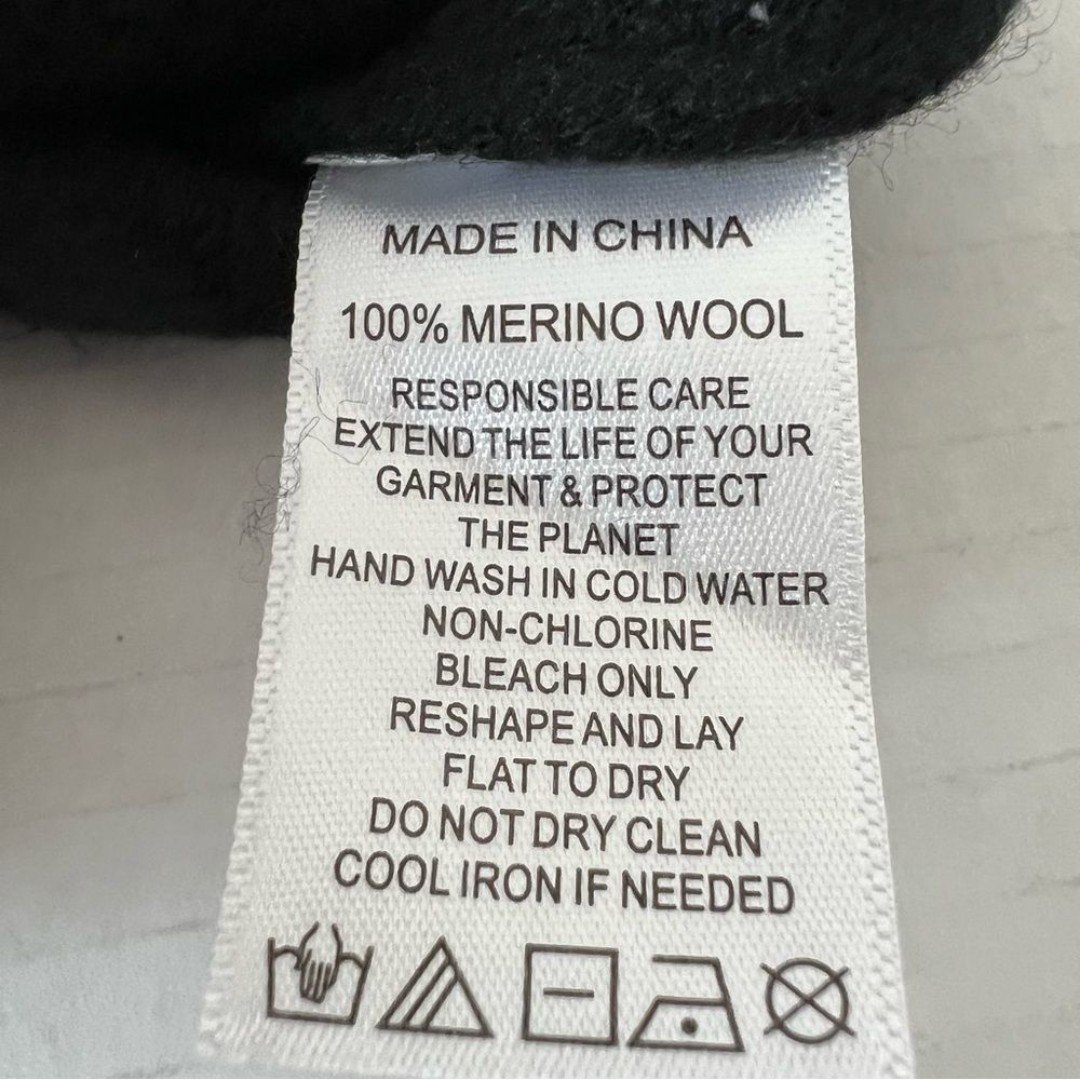 MADE IN CHINA
100% MERINO WOOL
RESPONSIBLE CARE
EXTEND THE LIFE OF YOUR
GARMENT & PROTECT
THE PLANET
HAND WASH IN COLD WATER
NON-CHLORINE
BLEACH ONLY
RESHAPE AND LAY
FLAT TO DRY
DO NOT DRY CLEAN
COOL IRON IF NEEDED